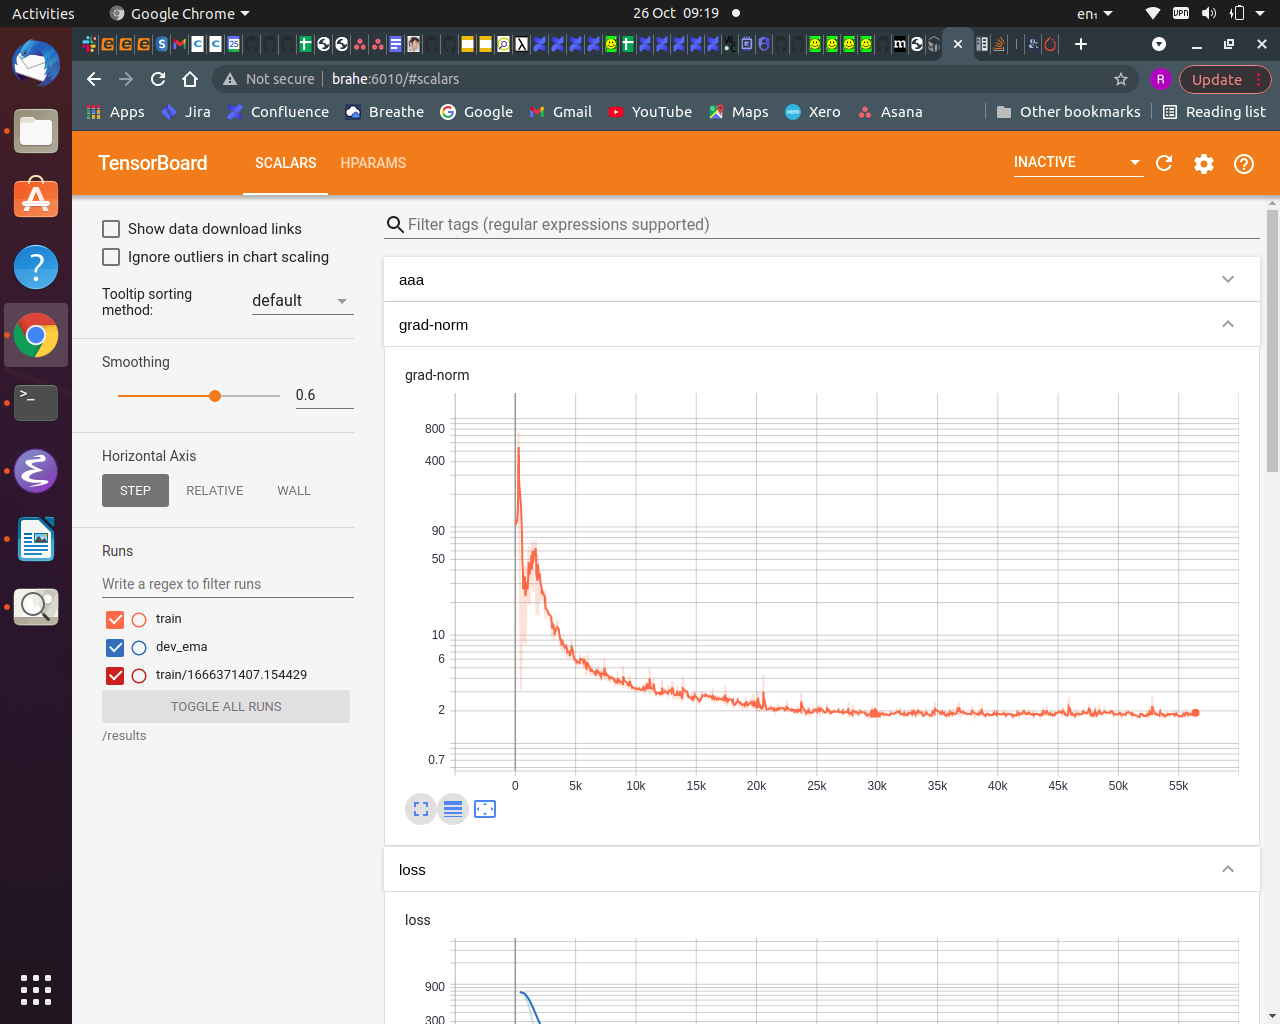 Activities
Google Chrome
26 Oct 09:19
en₁
UPN
Not secure
brahe:6010/#scalars
R
Update
Apps
Jira
Confluence
Breathe
Google
Gmail
YouTube
Maps
Xero
Asana
Other bookmarks
Reading list
TensorBoard
SCALARS
HPARAMS
INACTIVE
Show data download links
Ignore outliers in chart scaling
Tooltip sorting
method:
default
Smoothing
0.6
Horizontal Axis
STEP
RELATIVE
WALL
Runs
Write a regex to filter runs
train
dev_ema
train/1666371407.154429
TOGGLE ALL RUNS
/results
Filter tags (regular expressions supported)
aaa
grad-norm
grad-norm
800
400
90
50
10
6
2
0.7
0 5k 10k 15k 20k 25k 30k 35k 40k 45k 50k 55k
loss
loss
900
300